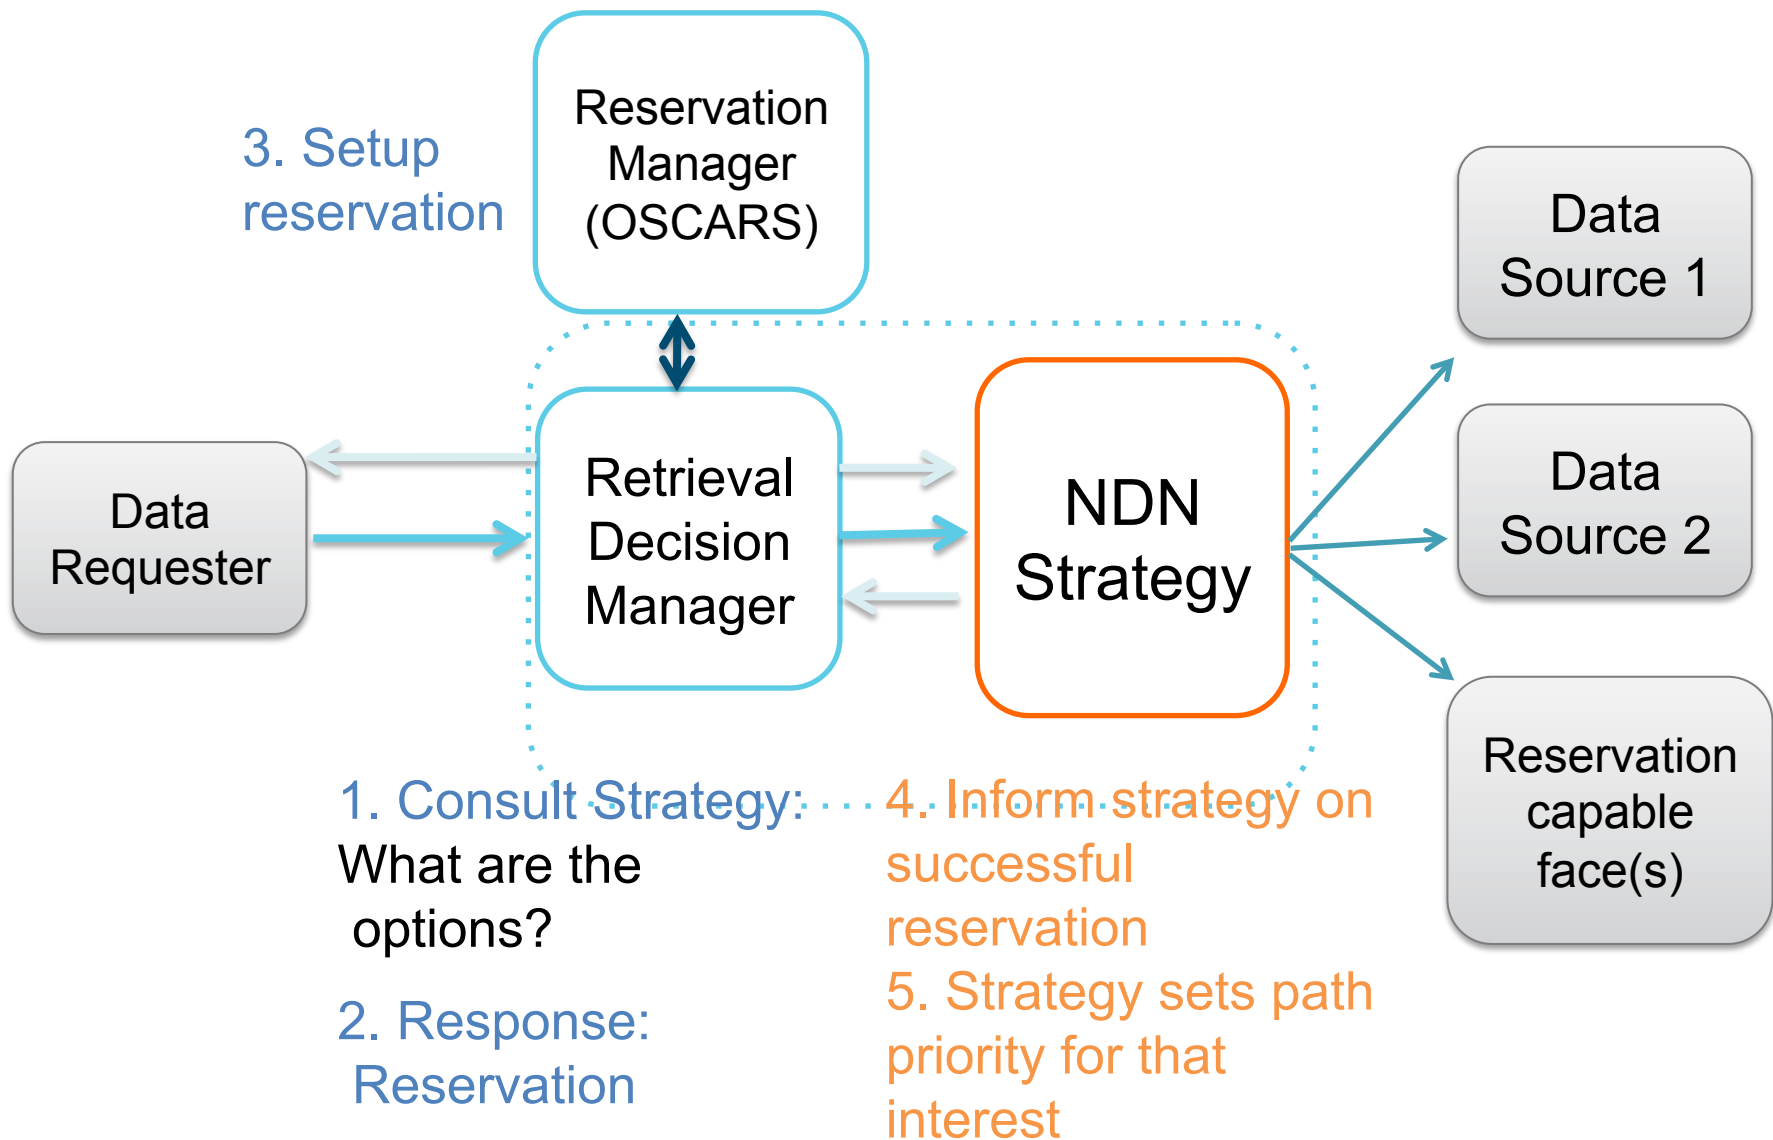 Reservation
Manager
(OSCARS)
3. Setup
reservation
Data
Source 1
Data
Requester
Retrieval
Decision
Manager
NDN
Strategy
Data
Source 2
Reservation
capable
face(s)
1. Consult Strategy:
What are the
options?
2. Response:
Reservation
4. Inform strategy on
successful
reservation
5. Strategy sets path
priority for that
interest